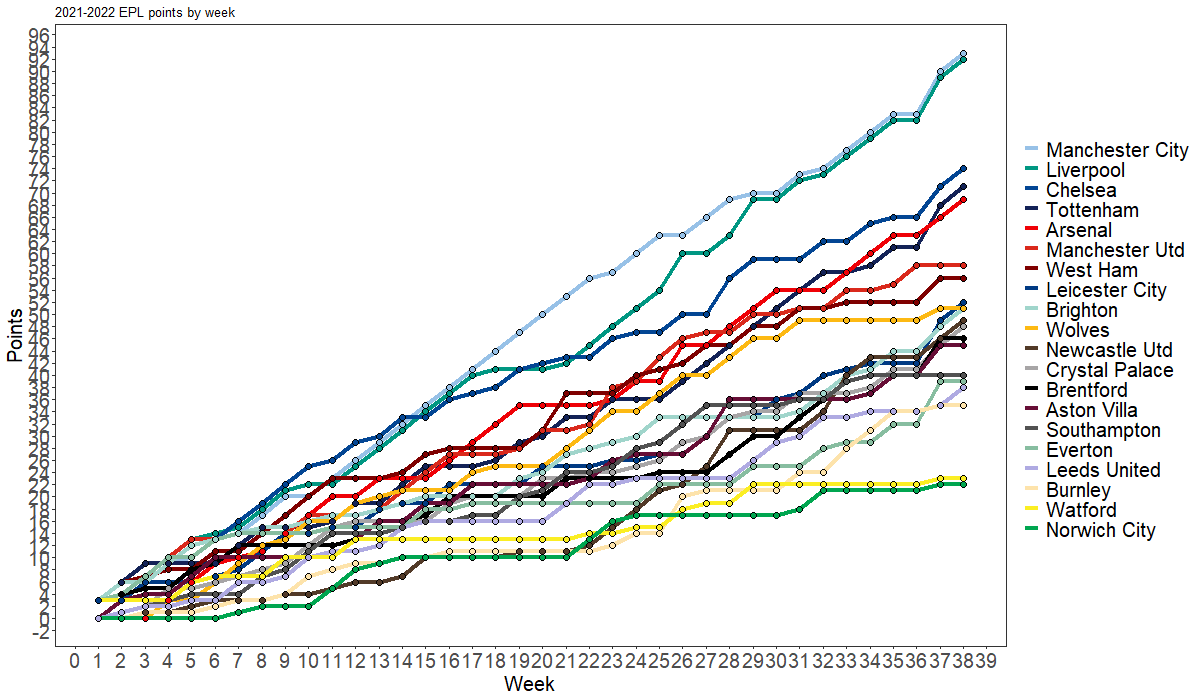 2021-2022 EPL points by week
96
94
92
90
88
86
84
82
80
78
76
74
72
70
68
66
64
62
60
58
56
54
52
50
48
46
44
42
40
38
36
34
32
30
28
26
24
22
20
18
16
14
12
10
8
6
4
2
0
-2
Points
0 1 2 3 4 5 6 7 8 9 10 11 12 13 14 15 16 17 18 19 20 21 22 23 24 25 26 27 28 29 30 31 32 33 34 35 36 37 38 39
Week
Manchester City
Liverpool
Chelsea
Tottenham
Arsenal
Manchester Utd
West Ham
Leicester City
Brighton
Wolves
Newcastle Utd
Crystal Palace
Brentford
Aston Villa
Southampton
Everton
Leeds United
Burnley
Watford
Norwich City